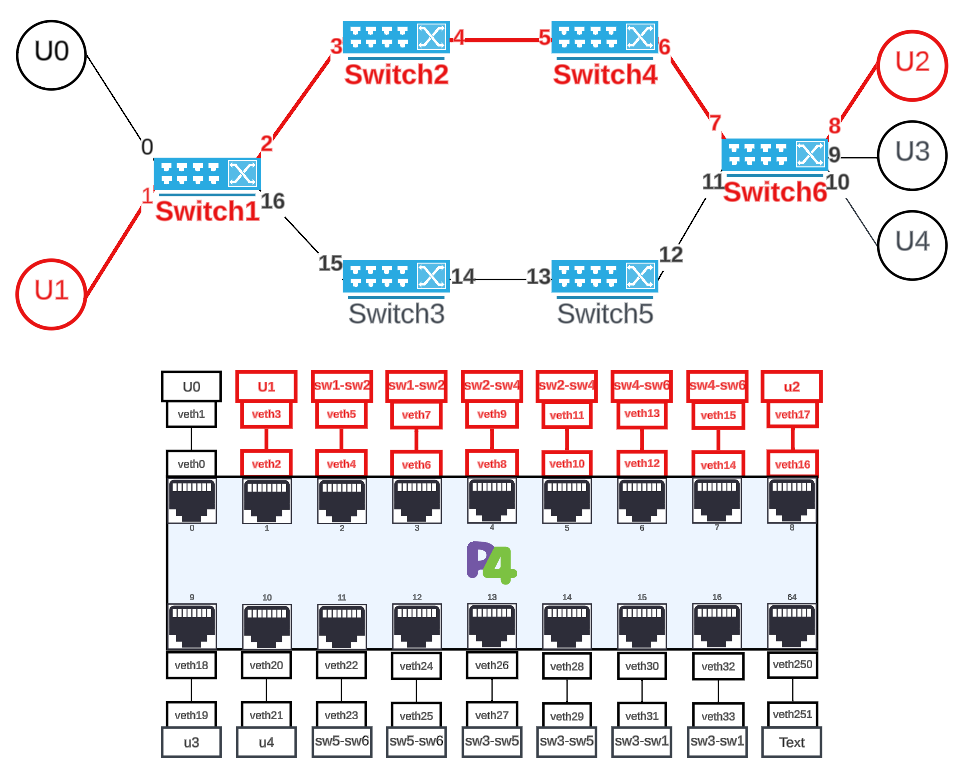 U0
3
4
5
6
U2
Switch2
Switch4
7
8
0
2
9
U3
11
10
1
Switch1
16
Switch6
U4
15
14
13
12
U1
Switch3
Switch5
U0 U1 sw1-sw2 sw1-sw2 sw2-sw4 sw2-sw4 sw4-sw6 sw4-sw6 u2
veth1 veth3 veth5 veth7 veth9 veth11 veth13 veth15 veth17
veth0 veth2 veth4 veth6 veth8 veth10 veth12 veth14 veth16
0 1 2 3 4 5 6 7 8
P4
9 10 11 12 13 14 15 16 64
veth18 veth20 veth22 veth24 veth26 veth28 veth30 veth32 veth250
veth19 veth21 veth23 veth25 veth27 veth29 veth31 veth33 veth251
u3 u4 sw5-sw6 sw5-sw6 sw3-sw5 sw3-sw5 sw3-sw1 sw3-sw1 Text